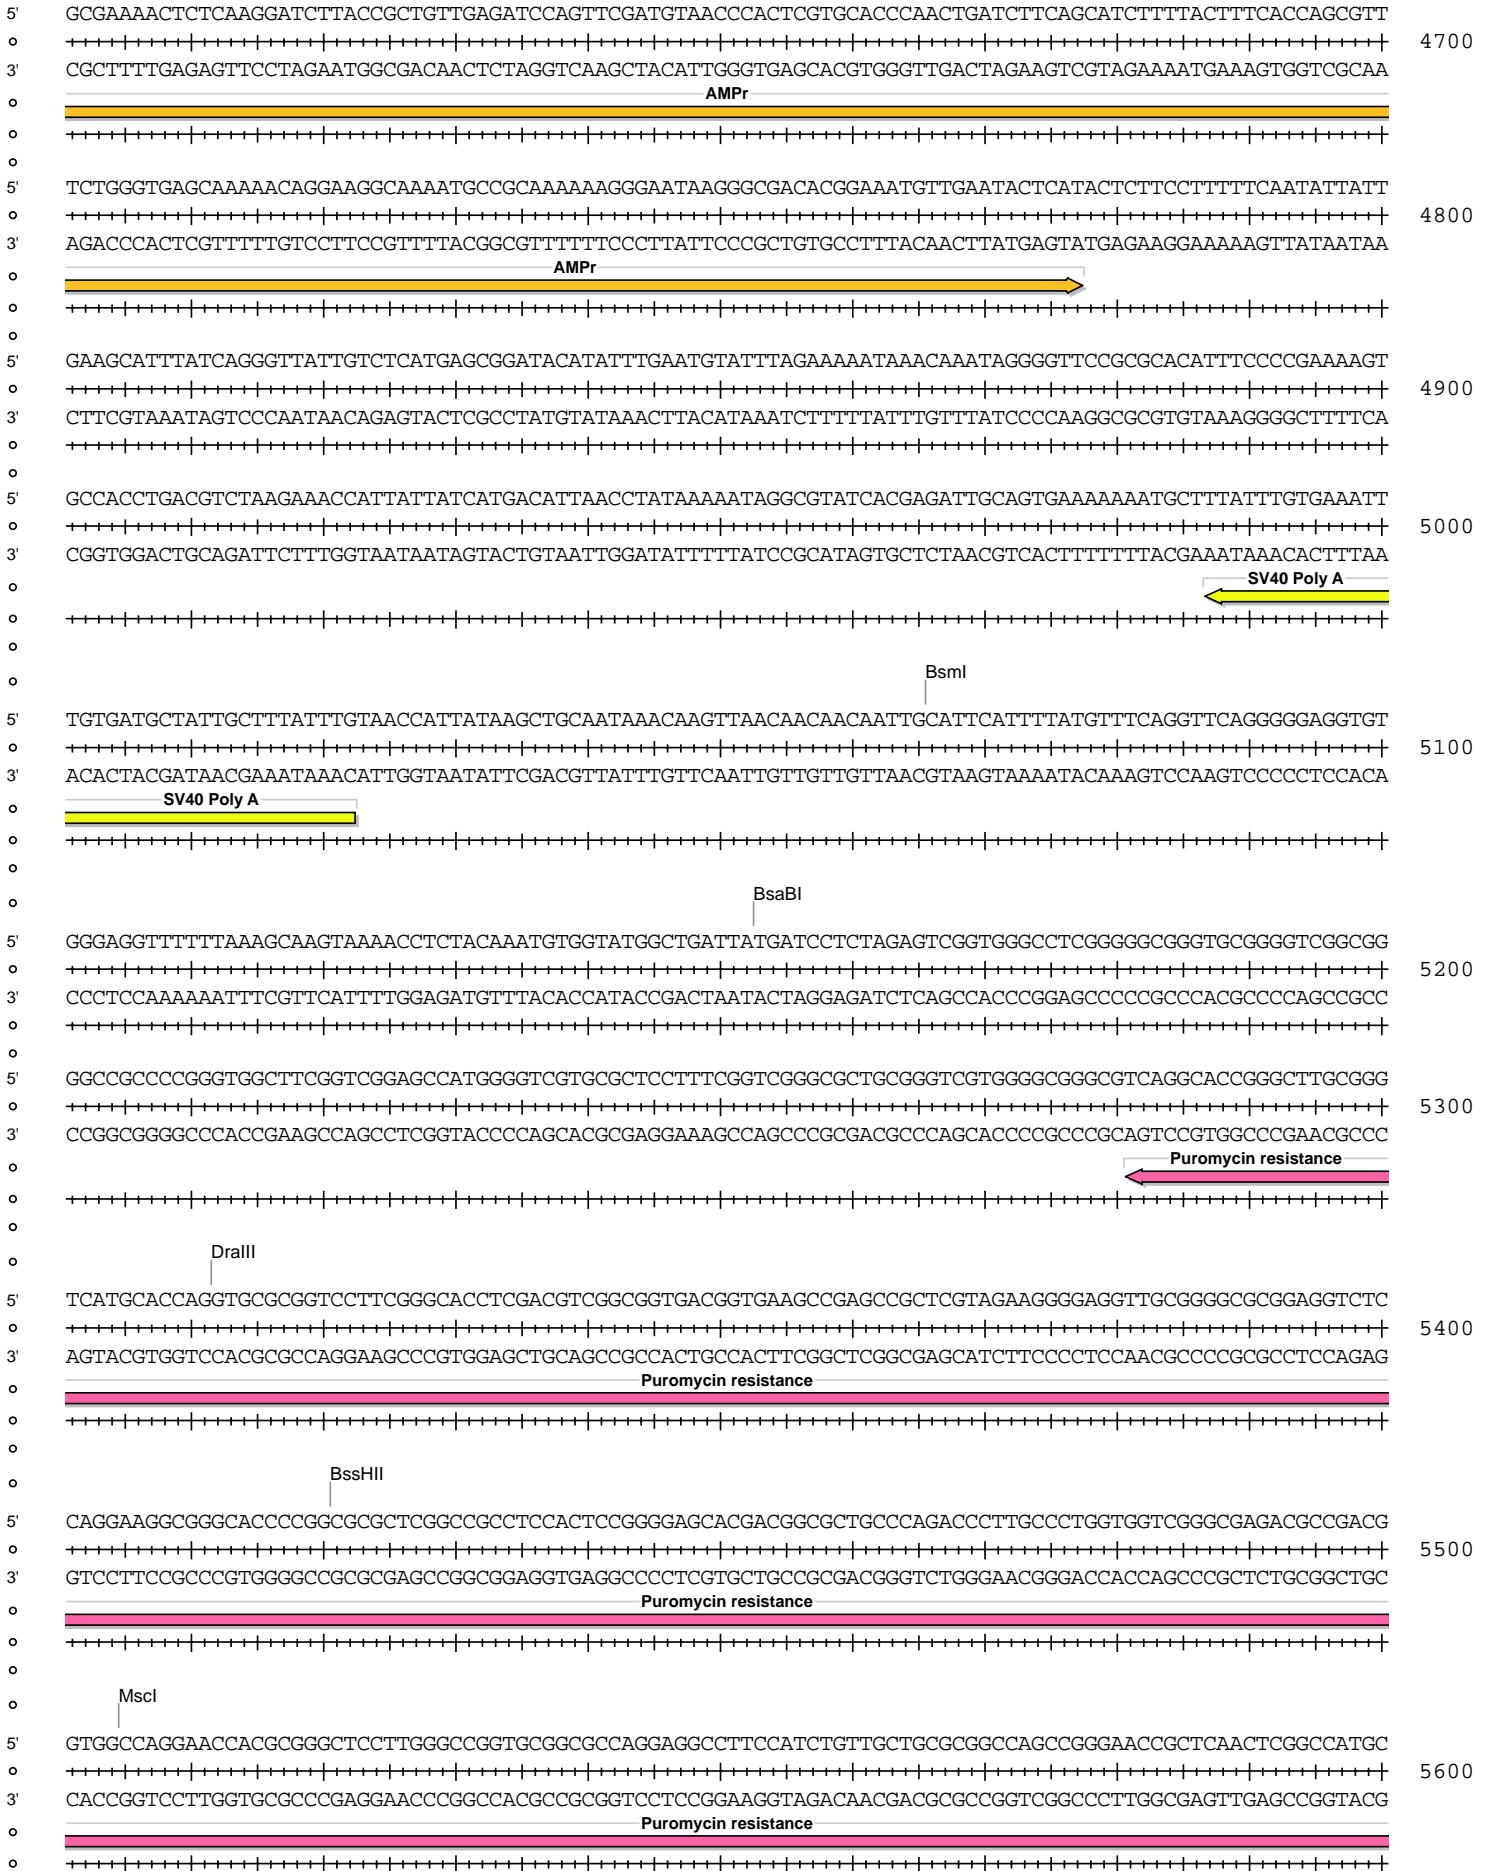 5' GCGAAAACTCTCAAGGATCTTACCGCTGTTGAGATCCAGTTCGATGTAACCCACTCGTGCACCCAACTGATCTTCAGCATCTTTTACTTTCACCAGCGTT
4700
3' CGCTTTTGAGAGTTCCTAGAATGGCGACAACTCTAGGTCAAGCTACATTGGGTGAGCACGTGGGTTGACTAGAAGTCGTAGAAAATGAAAGTGGTCGCAA
AMPr
5' TCTGGGTGAGCAAAAACAGGAAGGCAAAATGCCGCAAAAAAGGGAATAAGGGCGACACGGAAATGTTGAATACTCATACTCTTCCTTTTTCAATATTATT
4800
3' AGACCCACTCGTTTTTGTCCTTCCGTTTTACGGCGTTTTTTCCCTTATTCCCGCTGTGCCTTTACAACTTATGAGTATGAGAAGGAAAAAGTTATAATAA
AMPr
5' GAAGCATTTATCAGGGTTATTGTCTCATGAGCGGATACATATTTGAATGTATTTAGAAAAATAAACAAATAGGGGTTCCGCGCACATTTCCCCGAAAAGT
4900
3' CTTCGTAAATAGTCCCAATAACAGAGTACTCGCCTATGTATAAACTTACATAAATCTTTTTATTTGTTTATCCCCAAGGCGCGTGTAAAGGGGCTTTTCA
5' GCCACCTGACGTCTAAGAAACCATTATTATCATGACATTAACCTATAAAAATAGGCGTATCACGAGATTGCAGTGAAAAAAATGCTTTATTTGTGAAATT
5000
3' CGGTGGACTGCAGATTCTTTGGTAATAATAGTACTGTAATTGGATATTTTTATCCGCATAGTGCTCTAACGTCACTTTTTTTACGAAATAAACACTTTAA
SV40 Poly A
BsmI
5' TGTGATGCTATTGCTTTATTTGTAACCATTATAAGCTGCAATAAACAAGTTAACAACAACAATTGCATTCATTTTATGTTTCAGGTTCAGGGGGAGGTGT
5100
3' ACACTACGATAACGAAATAAACATTGGTAATATTCGACGTTATTTGTTCAATTGTTGTTGTTAACGTAAGTAAAATACAAAGTCCAAGTCCCCCTCCACA
SV40 Poly A
BsaBI
5' GGGAGGTTTTTTAAAGCAAGTAAAACCTCTACAAATGTGGTATGGCTGATTATGATCCTCTAGAGTCGGTGGGCCTCGGGGGCGGGTGCGGGGTCGGCGG
5200
3' CCCTCCAAAAAATTTCGTTCATTTTGGAGATGTTTACACCATACCGACTAATACTAGGAGATCTCAGCCACCCGGAGCCCCCGCCCACGCCCCAGCCGCC
5' GGCCGCCCCGGGTGGCTTCGGTCGGAGCCATGGGGTCGTGCGCTCCTTTCGGTCGGGCGCTGCGGGTCGTGGGGCGGGCGTCAGGCACCGGGCTTGCGGG
5300
3' CCGGCGGGGCCCACCGAAGCCAGCCTCGGTACCCCAGCACGCGAGGAAAGCCAGCCCGCGACGCCCAGCACCCCGCCCGCAGTCCGTGGCCCGAACGCCC
Puromycin resistance
DraIII
5' TCATGCACCAGGTGCGCGGTCCTTCGGGCACCTCGACGTCGGCGGTGACGGTGAAGCCGAGCCGCTCGTAGAAGGGGAGGTTGCGGGGCGCGGAGGTCTC
5400
3' AGTACGTGGTCCACGCGCCAGGAAGCCCGTGGAGCTGCAGCCGCCACTGCCACTTCGGCTCGGCGAGCATCTTCCCCTCCAACGCCCCGCGCCTCCAGAG
Puromycin resistance
BssHII
5' CAGGAAGGCGGGCACCCCGGCGCGCTCGGCCGCCTCCACTCCGGGGAGCACGACGGCGCTGCCCAGACCCTTGCCCTGGTGGTCGGGCGAGACGCCGACG
5500
3' GTCCTTCCGCCCGTGGGGCCGCGCGAGCCGGCGGAGGTGAGGCCCCTCGTGCTGCCGCGACGGGTCTGGGAACGGGACCACCAGCCCGCTCTGCGGCTGC
Puromycin resistance
MscI
5' GTGGCCAGGAACCACGCGGGCTCCTTGGGCCGGTGCGGCGCCAGGAGGCCTTCCATCTGTTGCTGCGCGGCCAGCCGGGAACCGCTCAACTCGGCCATGC
5600
3' CACCGGTCCTTGGTGCGCCCGAGGAACCCGGCCACGCCGCGGTCCTCCGGAAGGTAGACAACGACGCGCCGGTCGGCCCTTGGCGAGTTGAGCCGGTACG
Puromycin resistance